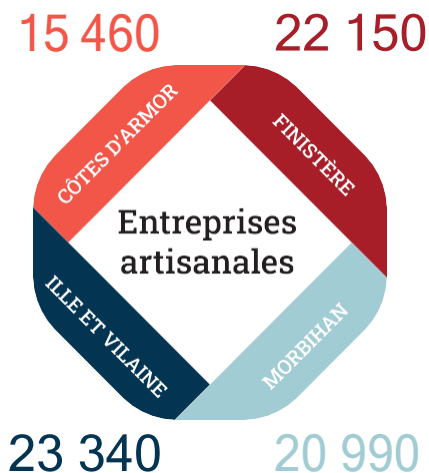 15 460
22 150
CÔTES D'ARMOR
FINISTÈRE
Entreprises
artisanales
ILLE ET VILAINE
MORBIHAN
23 340
20 990